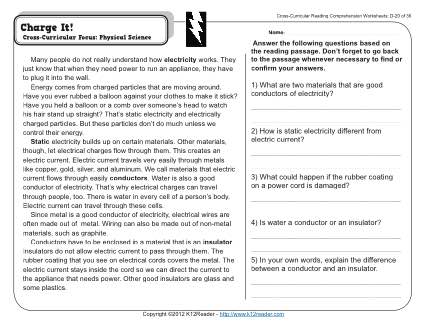 Cross-Curricular Reading Comprehension Worksheets: D-20 of 36
Charge It!
Cross-Curricular Focus: Physical Science
Name:
Many people do not really understand how electricity works. They
just know that when they need power to run an appliance, they have
to plug it into the wall.
Energy comes from charged particles that are moving around.
Have you ever rubbed a balloon against your clothes to make it stick?
Have you held a balloon or a comb over someone's head to watch
his hair stand up straight? That's static electricity and electrically
charged particles. But these particles don't do much unless we
control their energy.
Static electricity builds up on certain materials. Other materials,
though, let electrical charges flow through them. This creates an
electric current. Electric current travels very easily through metals
like copper, gold, silver, and aluminum. We call materials that electric
current flows through easily conductors. Water is also a good
conductor of electricity. That's why electrical charges can travel
through people, too. There is water in every cell of a person's body.
Electric current can travel through these cells.
Since metal is a good conductor of electricity, electrical wires are
often made out of metal. Wiring can also be made of non-metal
materials, such as graphite.
Conductors have to be enclosed in a material that is an insulator
Insulators do not allow electric current to pass through them. The
rubber coating that you see on electrical cords covers the metal. The
electric current stays inside the cord so we can direct the current to
the appliance that needs power. Other good insulators are glass and
some plastics.
Answer the following questions based on
the reading passage. Don't forget to go back
to the passage whenever necessary to find or
confirm your answers.
1) What are two materials that are good
conductors of electricity?
2) How is static electricity different from
electric current?
3) What could happen if the rubber coating
on a power cord is damaged?
4) Is water a conductor or an insulator?
5) In your own words, explain the difference
between a conductor and an insulator.
Copyright ©2012 K12Reader - http://www.k12reader.com